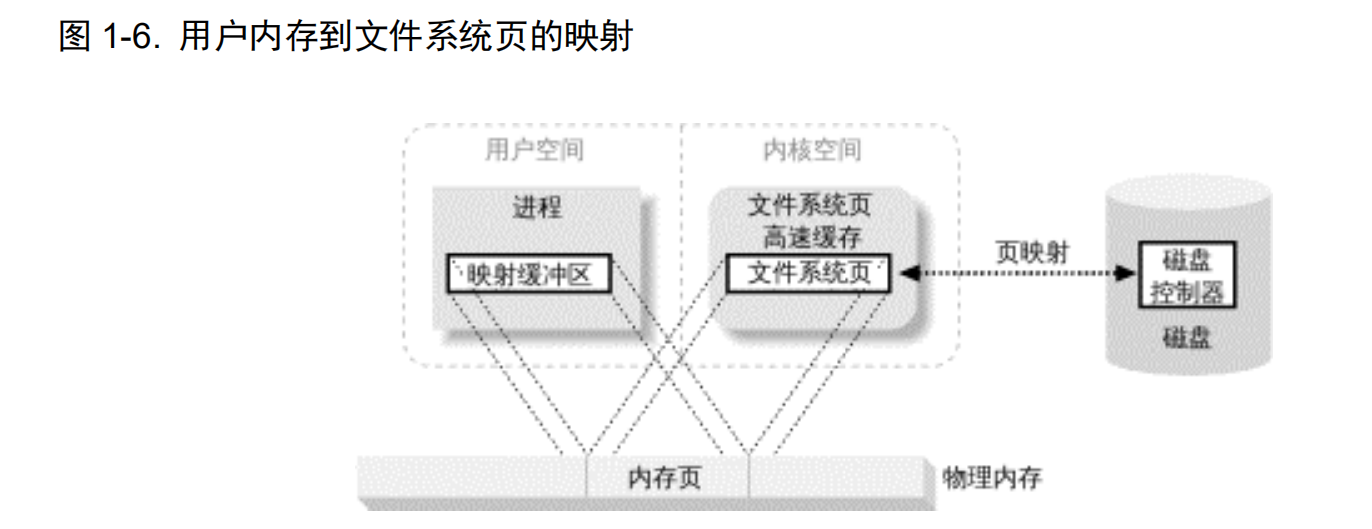 图 1-6. 用户内存到文件系统页的映射
用户空间
内核空间
进程
映射缓冲区
文件系统页
高速缓存
文件系统页
页映射
磁盘
控制器
磁盘
内存页
物理内存